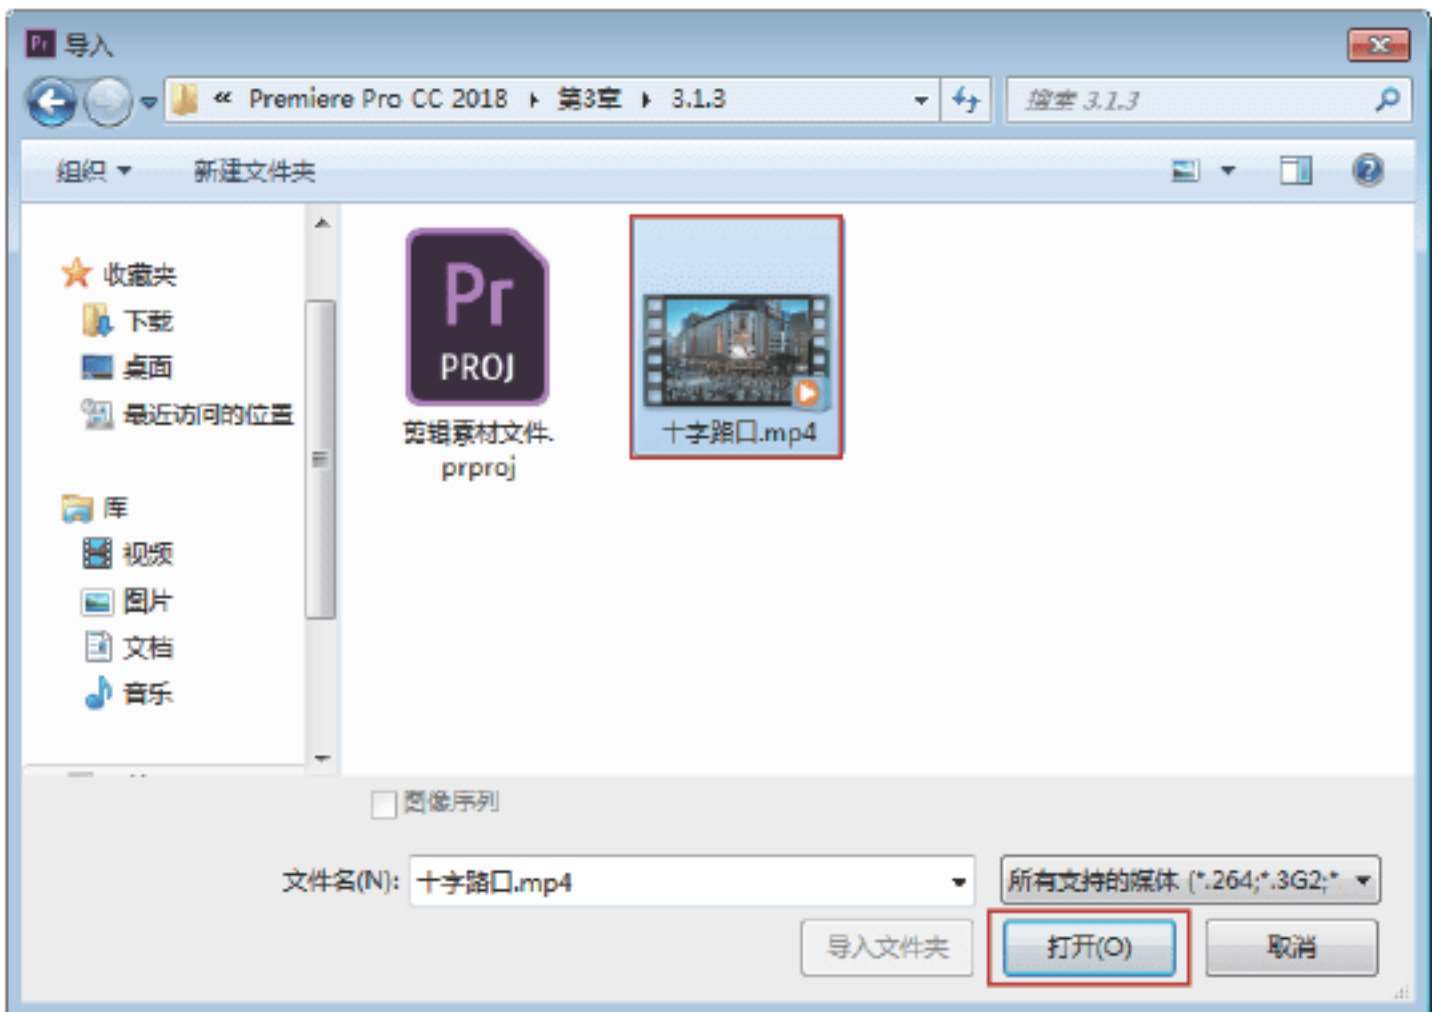 Pr 导入
« Premiere Pro CC 2018 ▸ 第3章 ▸ 3.1.3
搜索 3.1.3
组织 新建文件夹
收藏夹
下载
桌面
最近访问的位置
库
视频
图片
文档
音乐
Pr
PROJ
剪辑素材文件.
prproj
十字路口.mp4
图像序列
文件名(N): 十字路口.mp4
所有支持的媒体 (*.264;*.3G2;*.
导入文件夹 打开(O) 取消